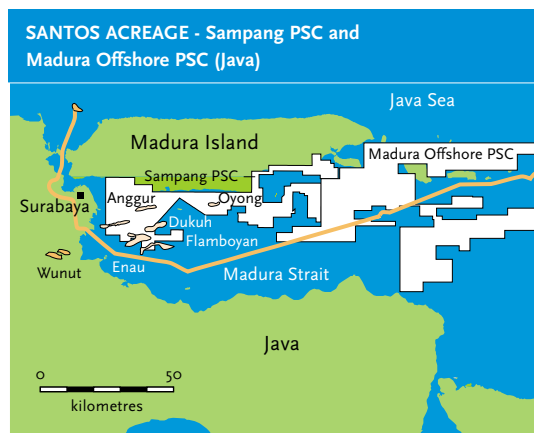 SANTOS ACREAGE - Sampang PSC and
Madura Offshore PSC (Java)
Java Sea
Madura Island
Madura Offshore PSC
Sampang PSC
Anggur
Oyong
Surabaya
Dukuh
Flamboyan
Wunut
Enau
Madura Strait
Java
0 50
kilometres